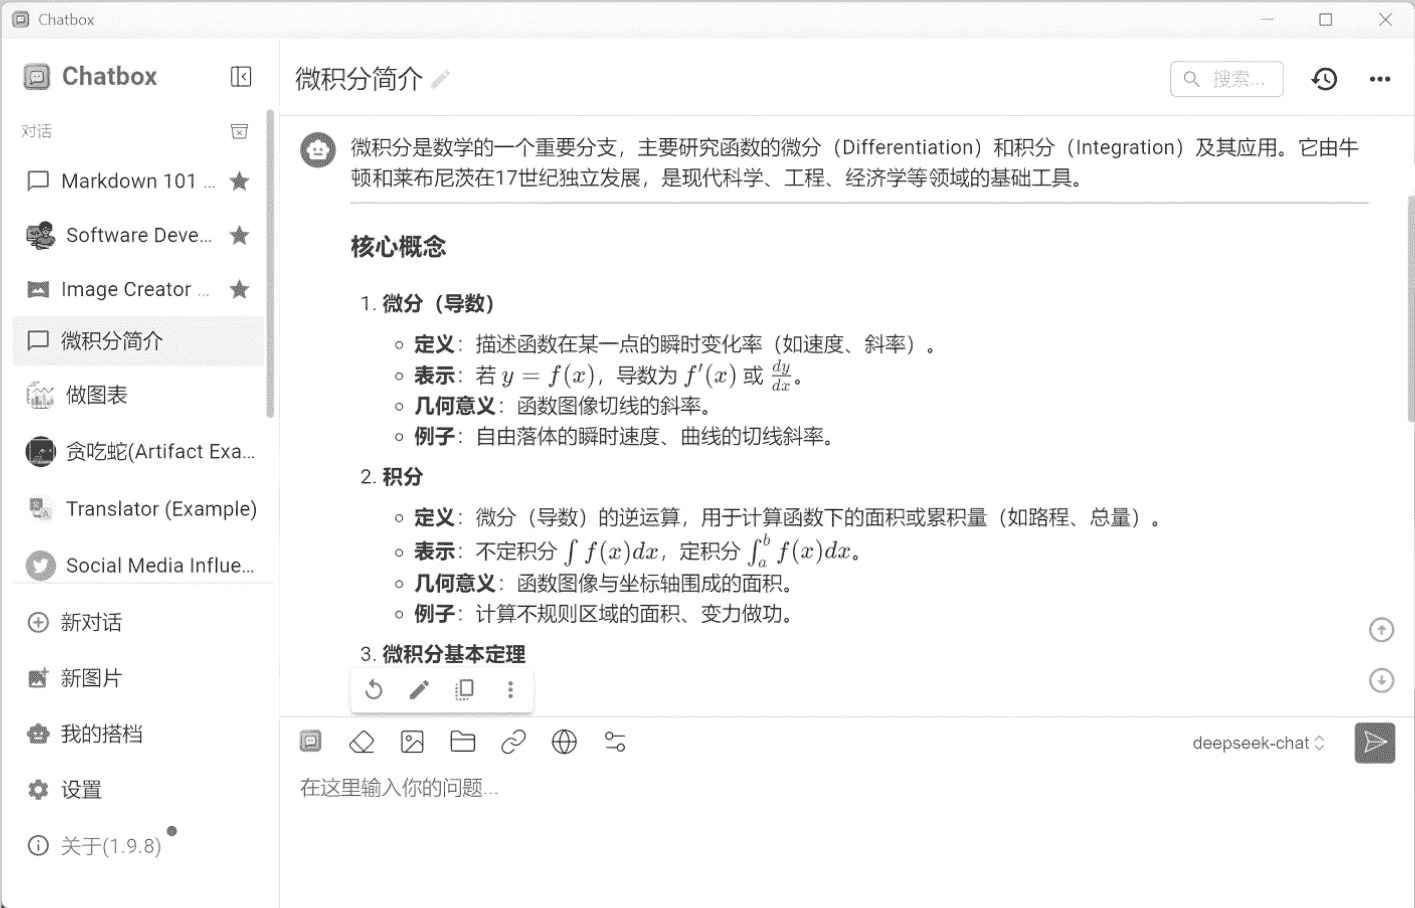 Chatbox
Chatbox
对话
Markdown 101 ...
Software Deve...
Image Creator ...
微积分简介
做图表
贪吃蛇(Artifact Exa...
Translator (Example)
Social Media Influe...
新对话
新图片
我的搭档
设置
关于(1.9.8)
微积分简介
搜索...
微积分是数学的一个重要分支，主要研究函数的微分（Differentiation）和积分（Integration）及其应用。它由牛
顿和莱布尼茨在17世纪独立发展，是现代科学、工程、经济学等领域的基础工具。
核心概念
1. 微分（导数）
定义：描述函数在某一点的瞬时变化率（如速度、斜率）。
表示：若 y = f(x)，导数为 f′(x) 或 dy/dx。
几何意义：函数图像切线的斜率。
例子：自由落体的瞬时速度、曲线的切线斜率。
2. 积分
定义：微分（导数）的逆运算，用于计算函数下的面积或累积量（如路程、总量）。
表示：不定积分 ∫ f(x)dx，定积分 ∫_a^b f(x)dx。
几何意义：函数图像与坐标轴围成的面积。
例子：计算不规则区域的面积、变力做功。
3. 微积分基本定理
deepseek-chat
在这里输入你的问题...